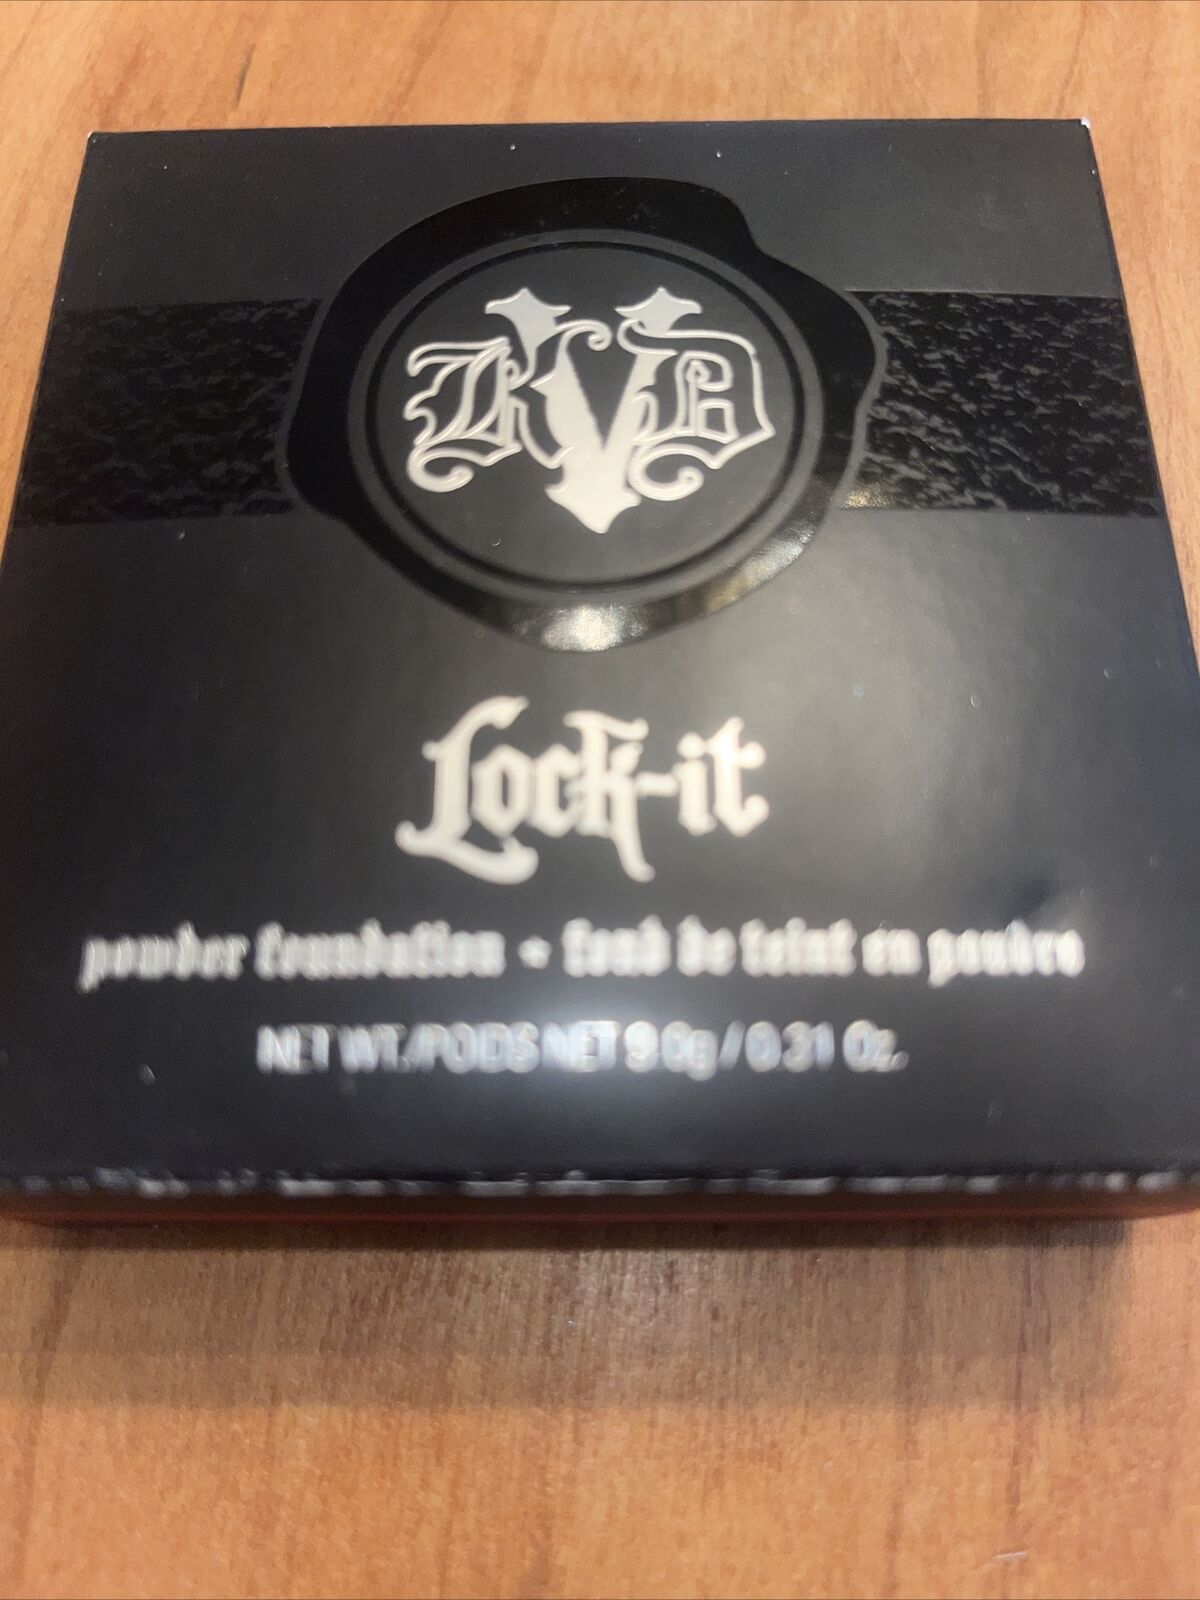 KVD
Lock-it
powder foundation • fond de teint en poudre
NET WT./POIDS NET 9.0g / 0.31 Oz.